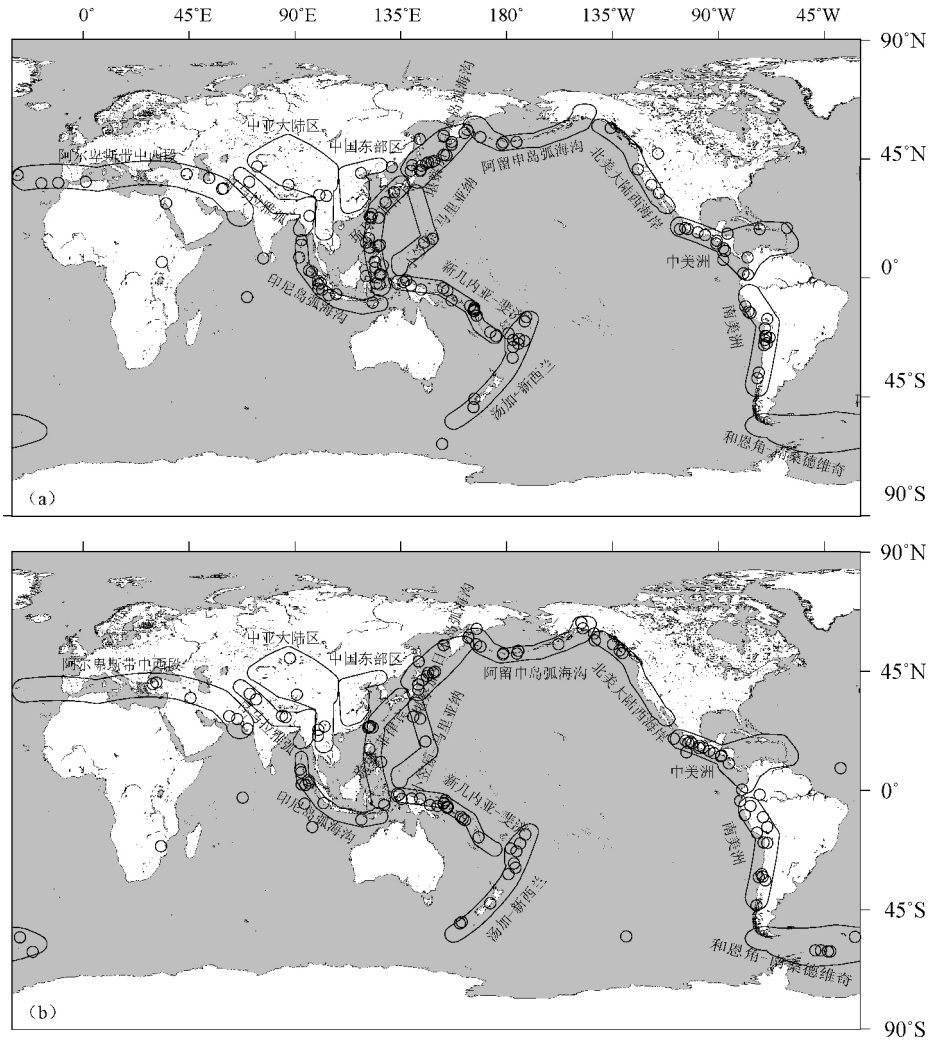 0˚ 45˚E 90˚E 135˚E 180˚ 135˚W 90˚W 45˚W
90˚N
45˚N
0˚
45˚S
90˚S
阿尔卑斯带中西段
中亚大陆区
中国东部区
阿留申岛弧海沟
北美大陆西海岸
马里亚纳
印尼岛弧海沟
新几内亚-斐济
中美洲
南美洲
汤加-新西兰
和恩角-南桑德维奇
（a）
90˚N
45˚N
0˚
45˚S
90˚S
阿尔卑斯带中西段
中亚大陆区
中国东部区
阿留申岛弧海沟
北美大陆西海岸
马里亚纳
印尼岛弧海沟
新几内亚-斐济
中美洲
南美洲
汤加-新西兰
和恩角-南桑德维奇
（b）